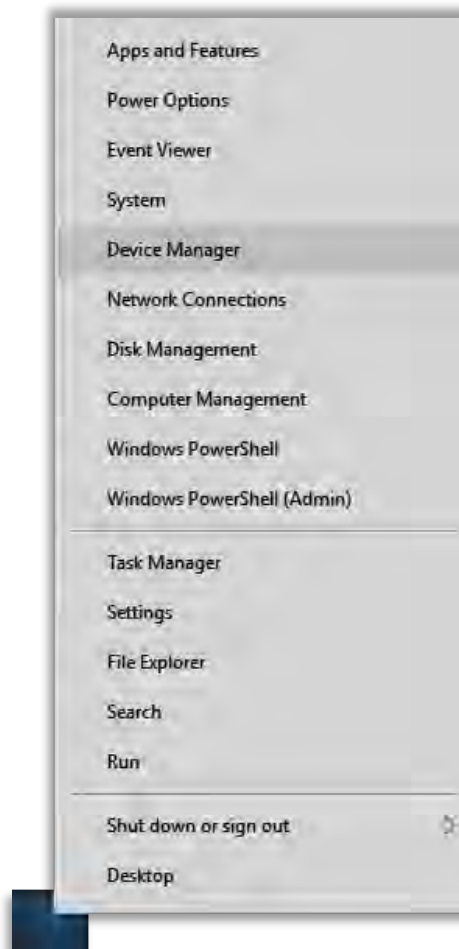 Apps and Features
Power Options
Event Viewer
System
Device Manager
Network Connections
Disk Management
Computer Management
Windows PowerShell
Windows PowerShell (Admin)
Task Manager
Settings
File Explorer
Search
Run
Shut down or sign out
Desktop